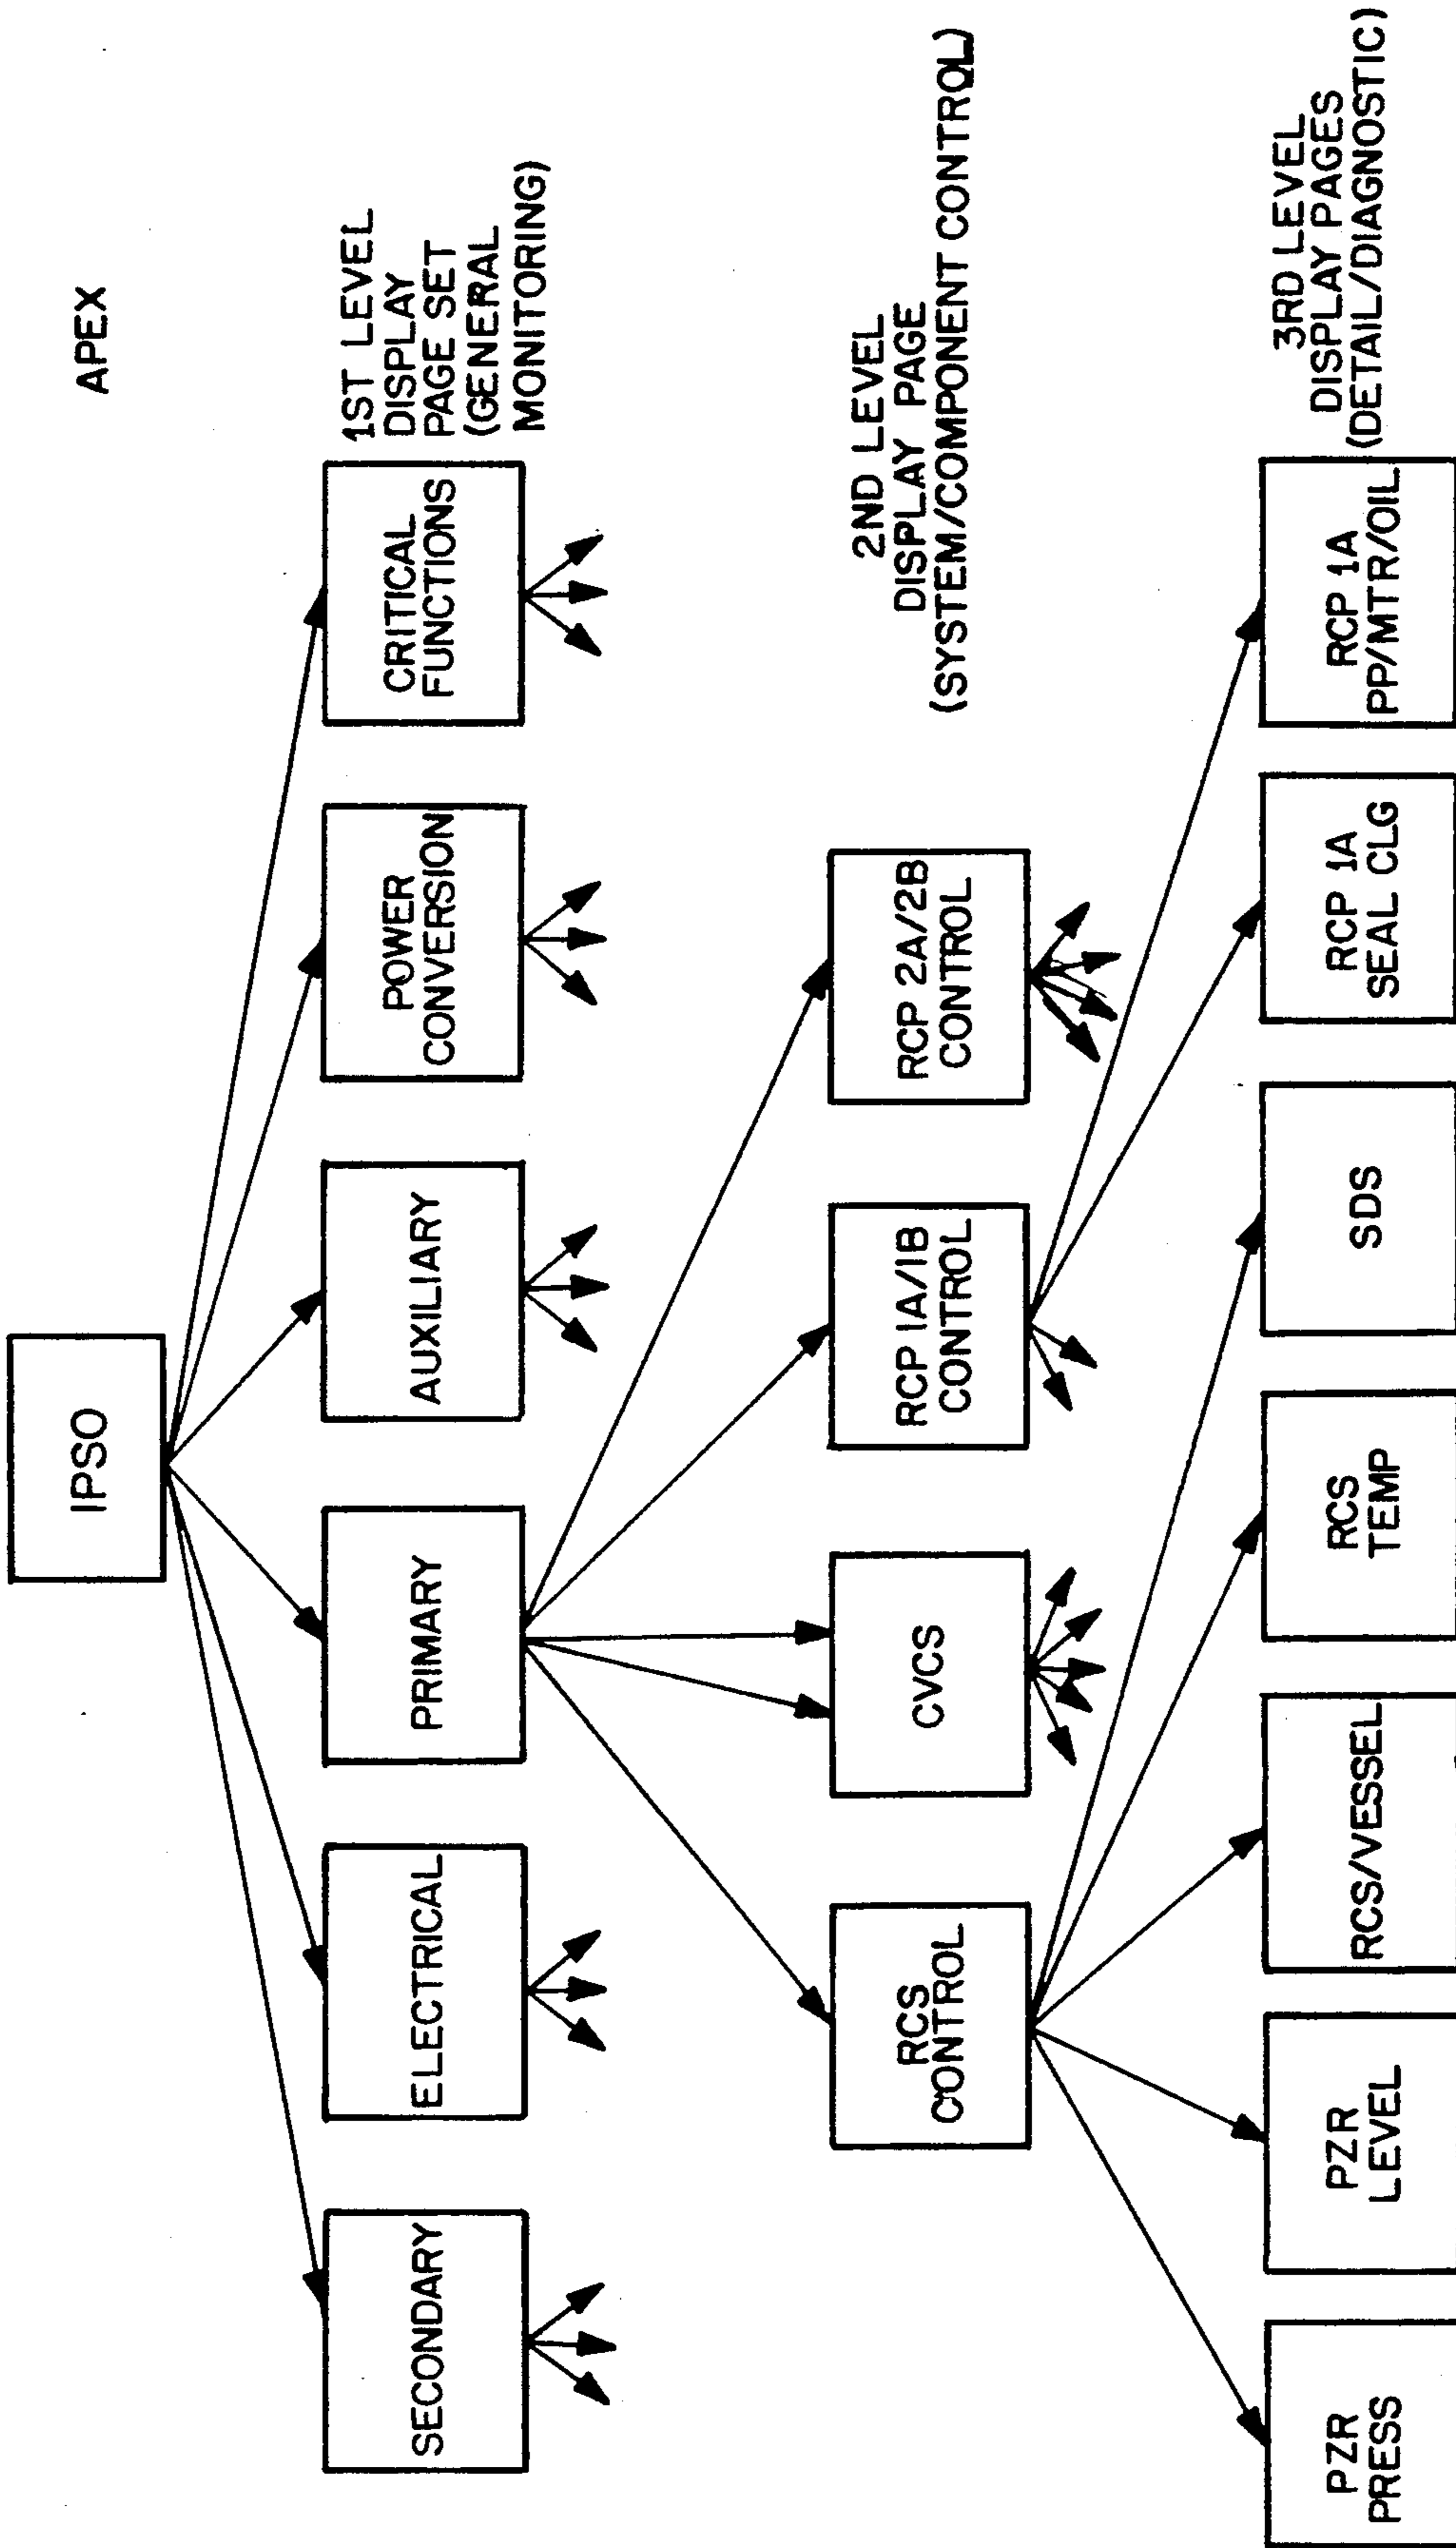 APEX
IPSO
1ST LEVEL
DISPLAY
PAGE SET
(GENERAL
MONITORING)
SECONDARY
ELECTRICAL
PRIMARY
AUXILIARY
POWER
CONVERSION
CRITICAL
FUNCTIONS
2ND LEVEL
DISPLAY PAGE
(SYSTEM/COMPONENT CONTROL)
RCS
CONTROL
CVCS
RCP 1A/1B
CONTROL
RCP 2A/2B
CONTROL
3RD LEVEL
DISPLAY PAGES
(DETAIL/DIAGNOSTIC)
PZR
PRESS
PZR
LEVEL
RCS/VESSEL
RCS
TEMP
SDS
RCP 1A
SEAL CLG
RCP 1A
PP/MTR/OIL